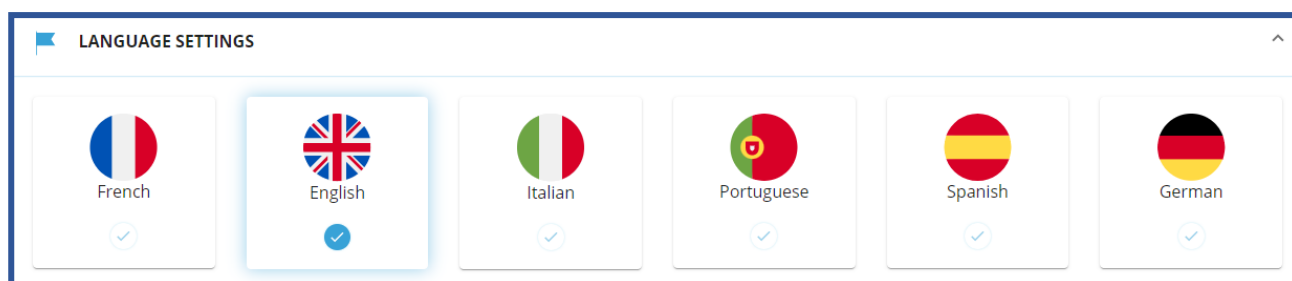 LANGUAGE SETTINGS
French
English
Italian
Portuguese
Spanish
German